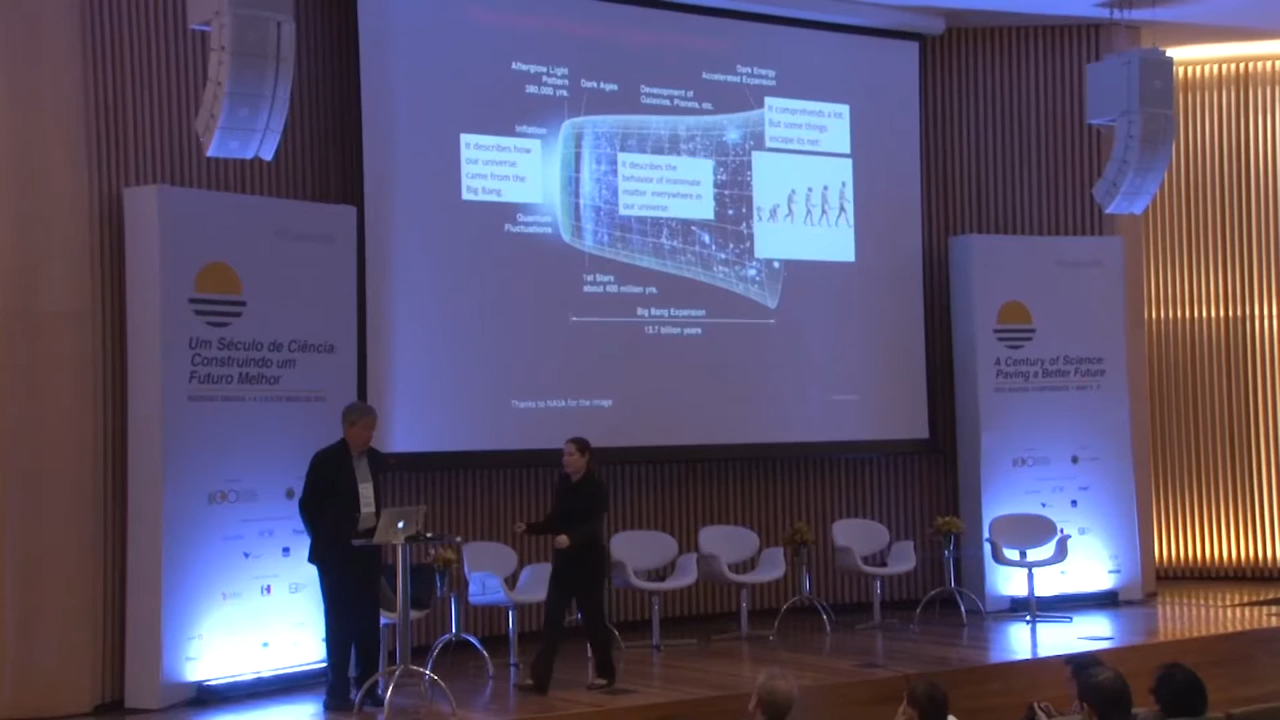 Afterglow Light
Pattern
380,000 yrs.
Dark Ages
Development of
Galaxies, Planets, etc.
Dark Energy
Accelerated Expansion
Inflation
It describes how
our universe
came from the
Big Bang.
It describes the
behavior of inanimate
matter everywhere in
our universe
It comprehends a lot.
But some things
escape its net:
Quantum
Fluctuations
1st Stars
about 400 million yrs.
Big Bang Expansion
13.7 billion years
Thanks to NASA for the image
Um Século de Ciência:
Construindo um
Futuro Melhor
A Century of Science:
Paving a Better Future